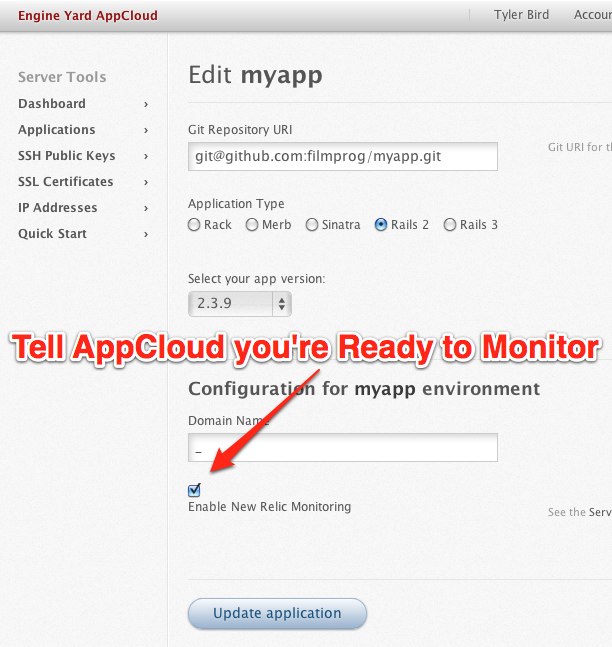 Engine Yard AppCloud
Tyler Bird Accour
Server Tools
Dashboard ›
Applications ›
SSH Public Keys ›
SSL Certificates ›
IP Addresses ›
Quick Start ›
Edit myapp
Git Repository URI
git@github.com:filmprog/myapp.git
Git URI for th
Application Type
Rack Merb Sinatra Rails 2 Rails 3
Select your app version:
2.3.9
Tell AppCloud you're Ready to Monitor
Configuration for myapp environment
Domain Name
_
Enable New Relic Monitoring
See the Serv
Update application